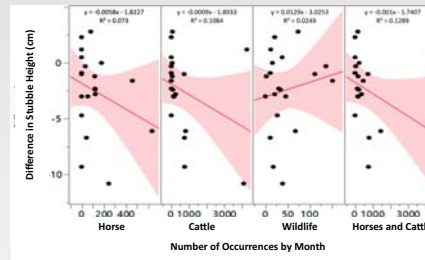 y = -0.0058x - 1.8227
R² = 0.073
y = -0.0009x - 1.8933
R² = 0.1084
y = 0.0129x - 3.0253
R² = 0.0249
y = -0.001x - 1.7407
R² = 0.1289
Difference in Stubble Height (cm)
0
-5
-10
0 200 400
0 1000 3000
0 50 100
0 1000 3000
Horse
Cattle
Wildlife
Horses and Cattl
Number of Occurrences by Month